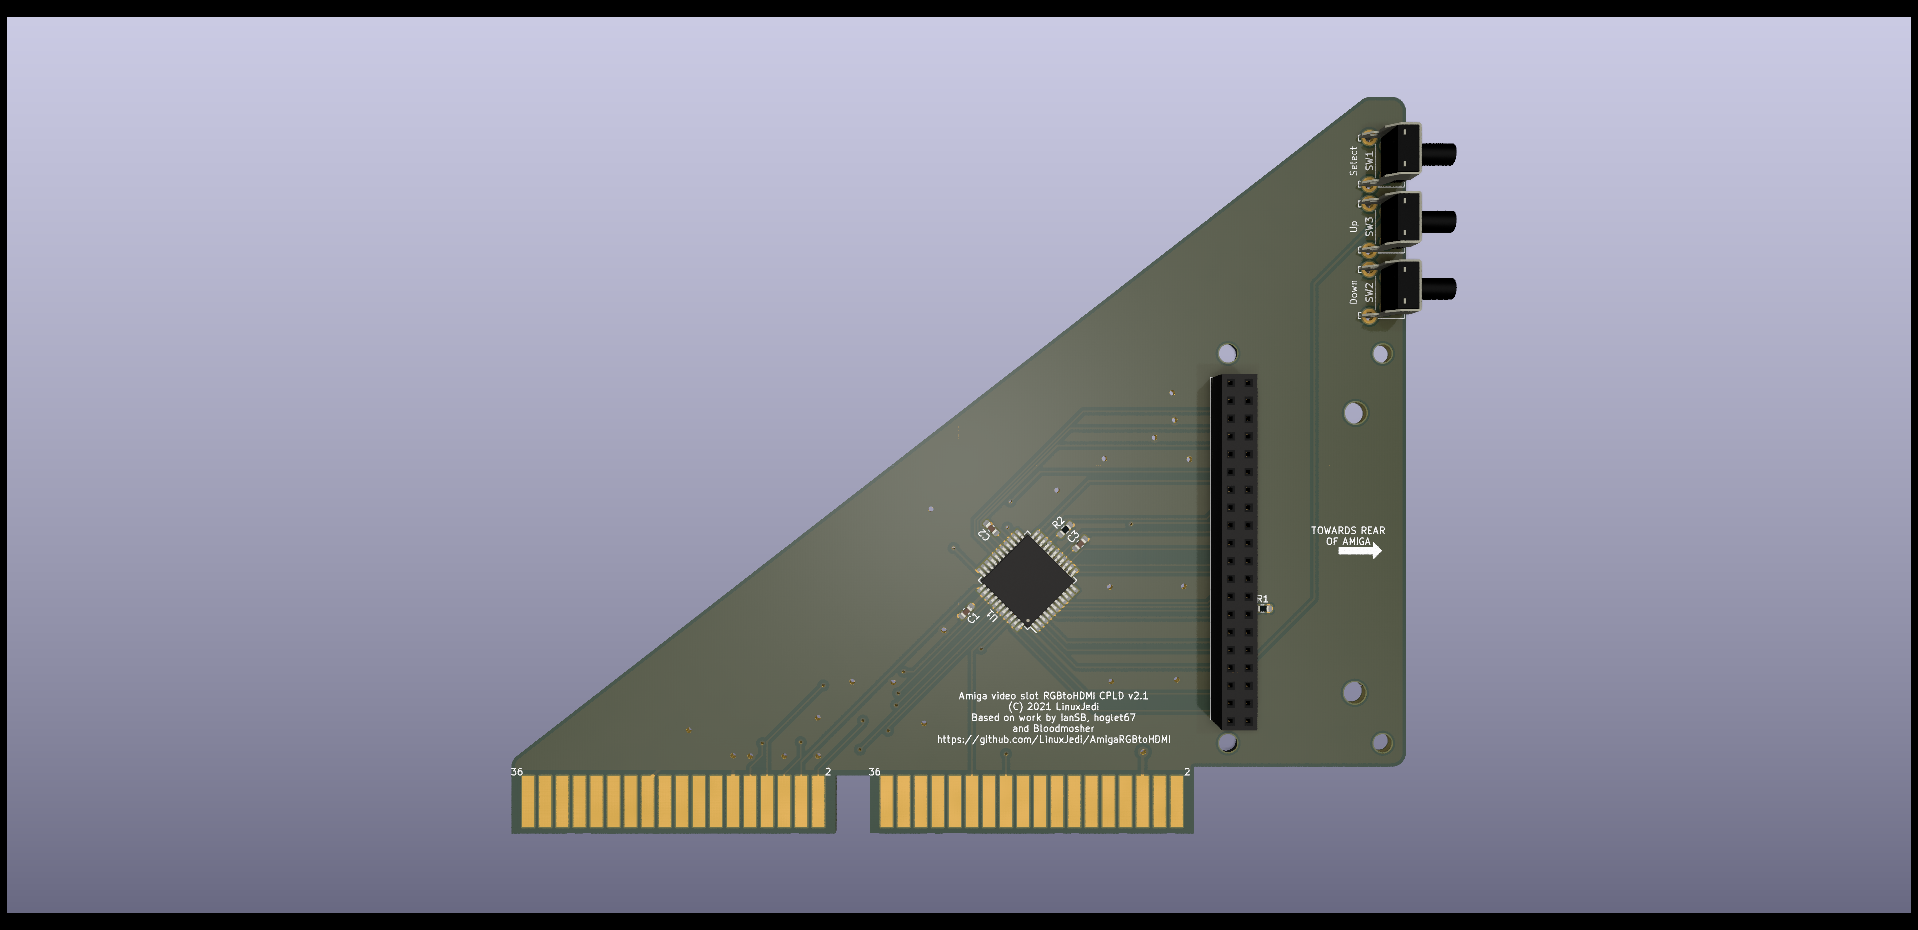 Select
SW1
Up
SW3
Down
SW2
R2
C2
C3
TOWARDS REAR
OF AMIGA
R1
C1
U1
Amiga video slot RGBtoHDMI CPLD v2.1
(C) 2021 LinuxJedi
Based on work by IanSB, hoglet67
and Bloodmosher
https://github.com/LinuxJedi/AmigaRGBtoHDMI
36
2
36
2